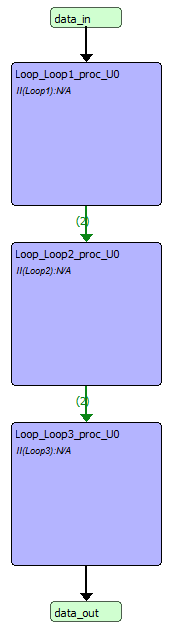 data_in
Loop_Loop1_proc_U0
II(Loop1):N/A
(2)
Loop_Loop2_proc_U0
II(Loop2):N/A
(2)
Loop_Loop3_proc_U0
II(Loop3):N/A
data_out